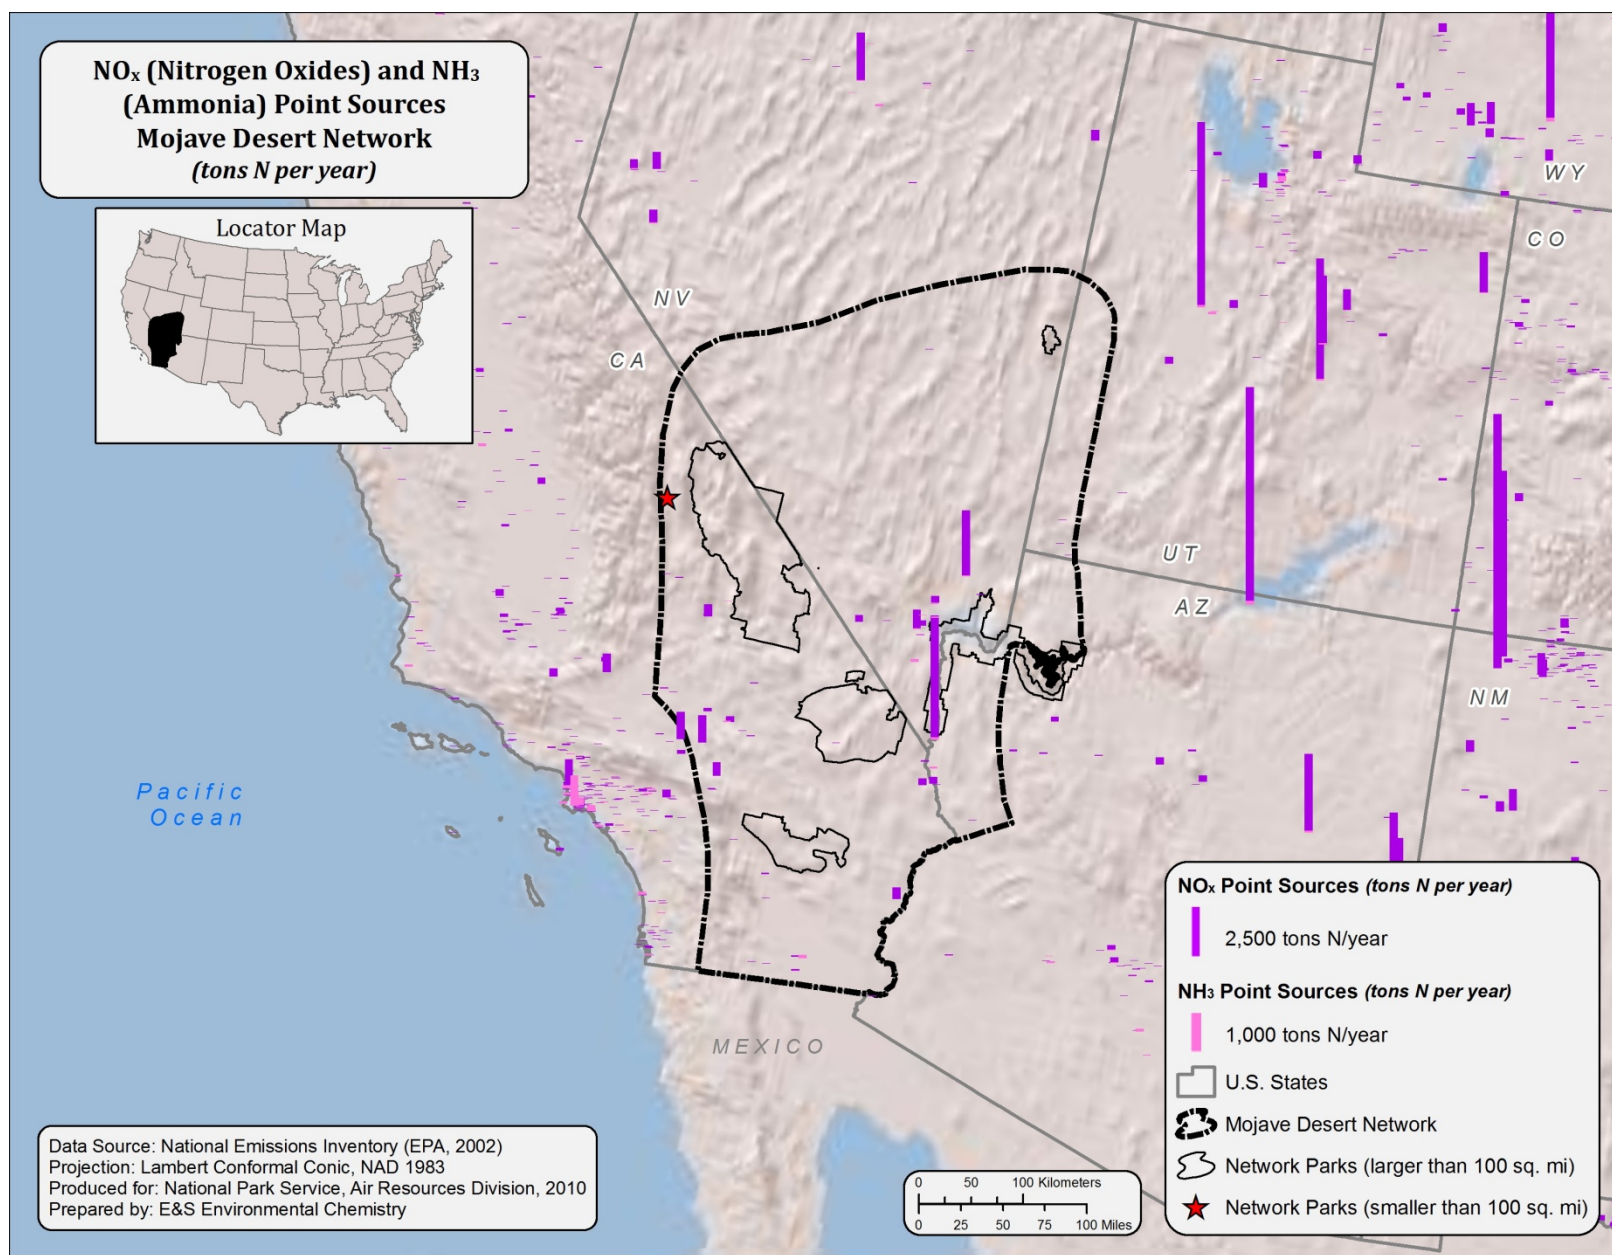 NOx (Nitrogen Oxides) and NH3
(Ammonia) Point Sources
Mojave Desert Network
(tons N per year)
Locator Map
WY
CO
NV
CA
UT
AZ
NM
Pacific
Ocean
MEXICO
NOx Point Sources (tons N per year)
2,500 tons N/year
NH3 Point Sources (tons N per year)
1,000 tons N/year
U.S. States
Mojave Desert Network
Network Parks (larger than 100 sq. mi)
Network Parks (smaller than 100 sq. mi)
Data Source: National Emissions Inventory (EPA, 2002)
Projection: Lambert Conformal Conic, NAD 1983
Produced for: National Park Service, Air Resources Division, 2010
Prepared by: E&S Environmental Chemistry
0 50 100 Kilometers
0 25 50 75 100 Miles